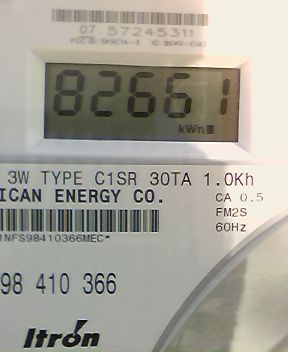 07 57245311
82661
kWh
3W TYPE C1SR 30TA 1.0Kh
ICAN ENERGY CO.
CA 0.5
FM2S
60Hz
1NFS98410366MEC*
98 410 366
Itron